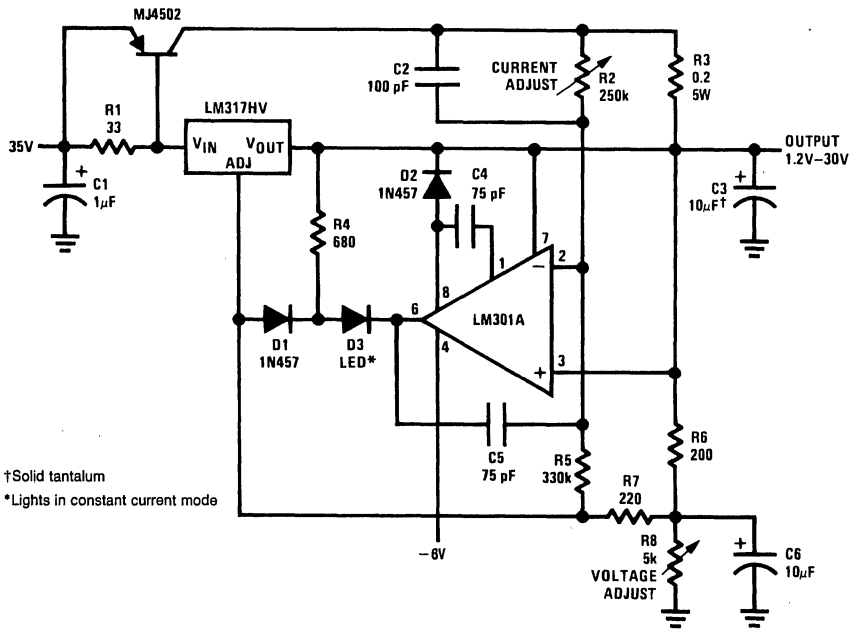 MJ4502
R1
33
35V
C1
1μF
+
LM317HV
VIN
VOUT
ADJ
C2
100 pF
CURRENT
ADJUST
R2
250k
R3
0.2
5W
OUTPUT
1.2V–30V
+
C3
10μF†
R4
680
D2
1N457
C4
75 pF
1
7
2
–
8
6
LM301A
4
+
3
D1
1N457
D3
LED*
C5
75 pF
R5
330k
R6
200
R7
220
R8
5k
VOLTAGE
ADJUST
+
C6
10μF
–6V
†Solid tantalum
*Lights in constant current mode